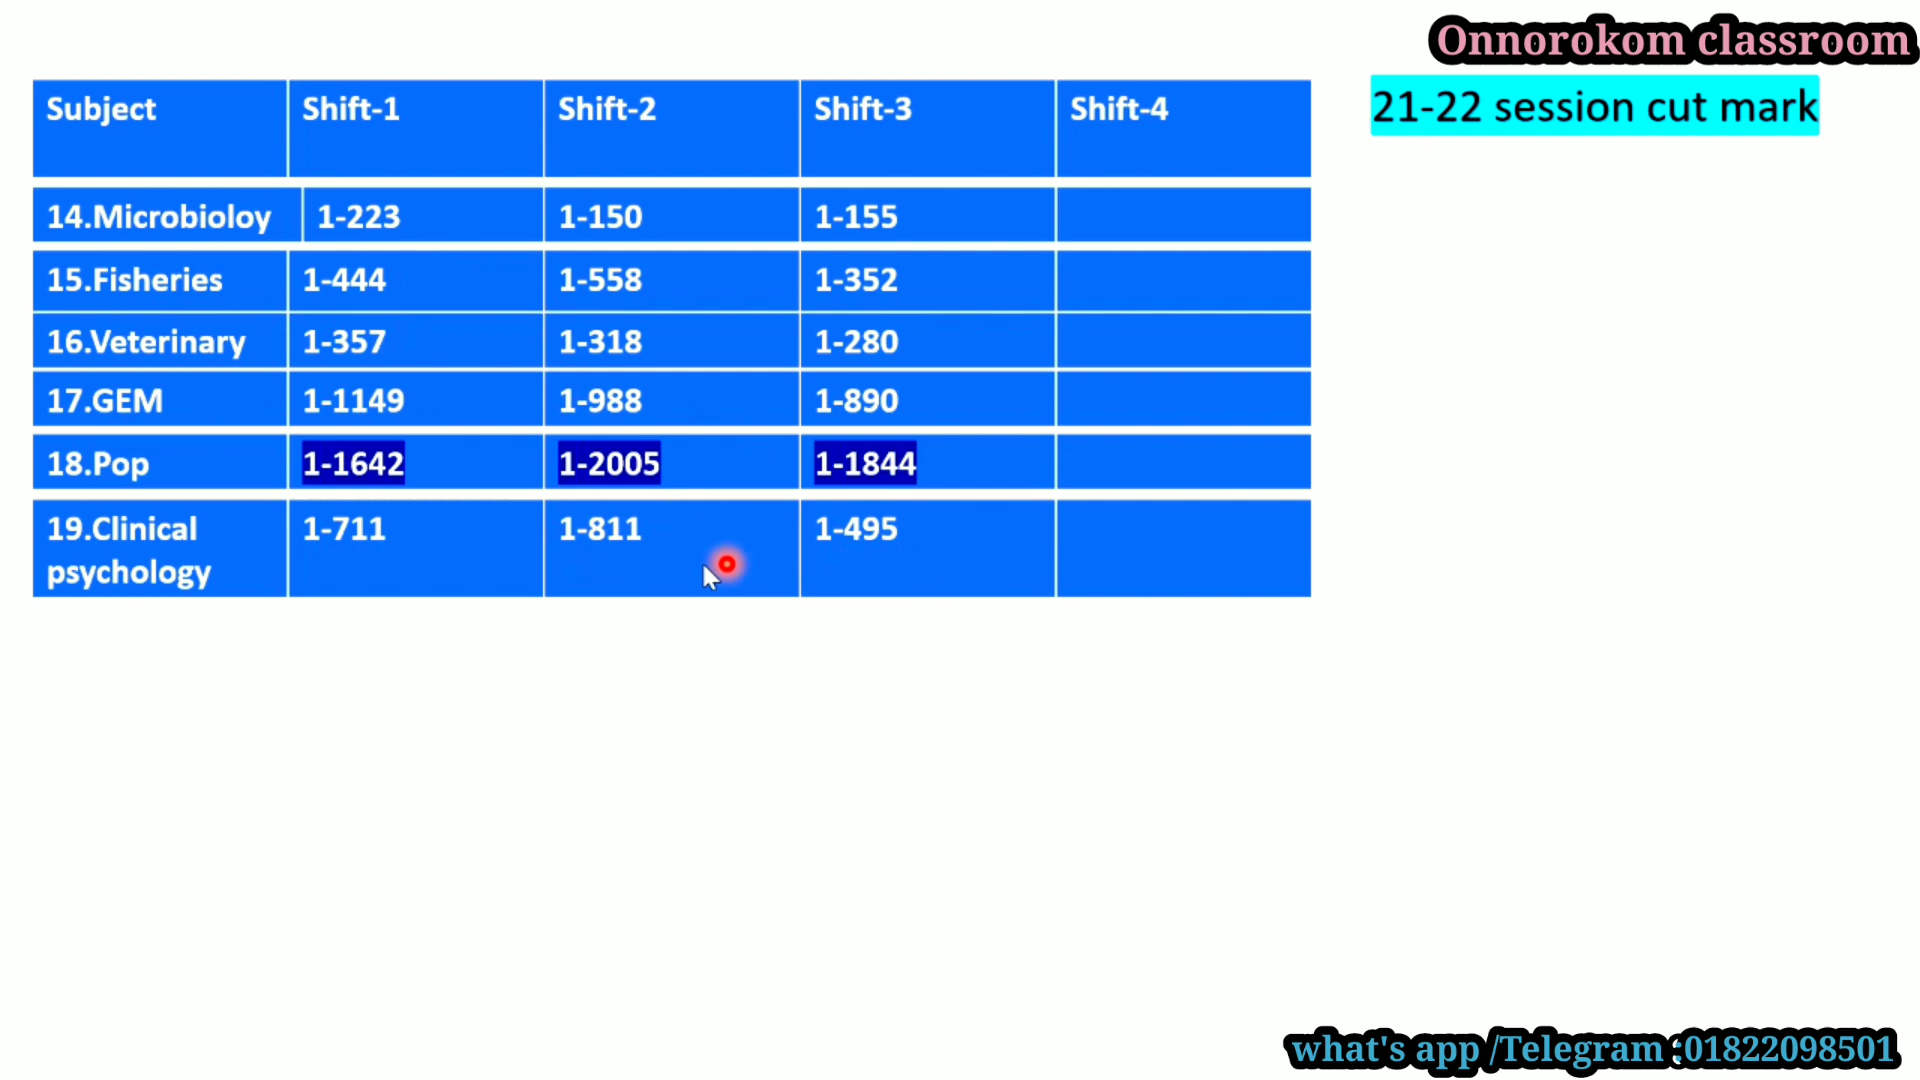 Onnorokom classroom
21-22 session cut mark
Subject Shift-1 Shift-2 Shift-3 Shift-4
14.Microbioloy 1-223 1-150 1-155
15.Fisheries 1-444 1-558 1-352
16.Veterinary 1-357 1-318 1-280
17.GEM 1-1149 1-988 1-890
18.Pop 1-1642 1-2005 1-1844
19.Clinical 1-711 1-811 1-495
psychology
what's app /Telegram :01822098501